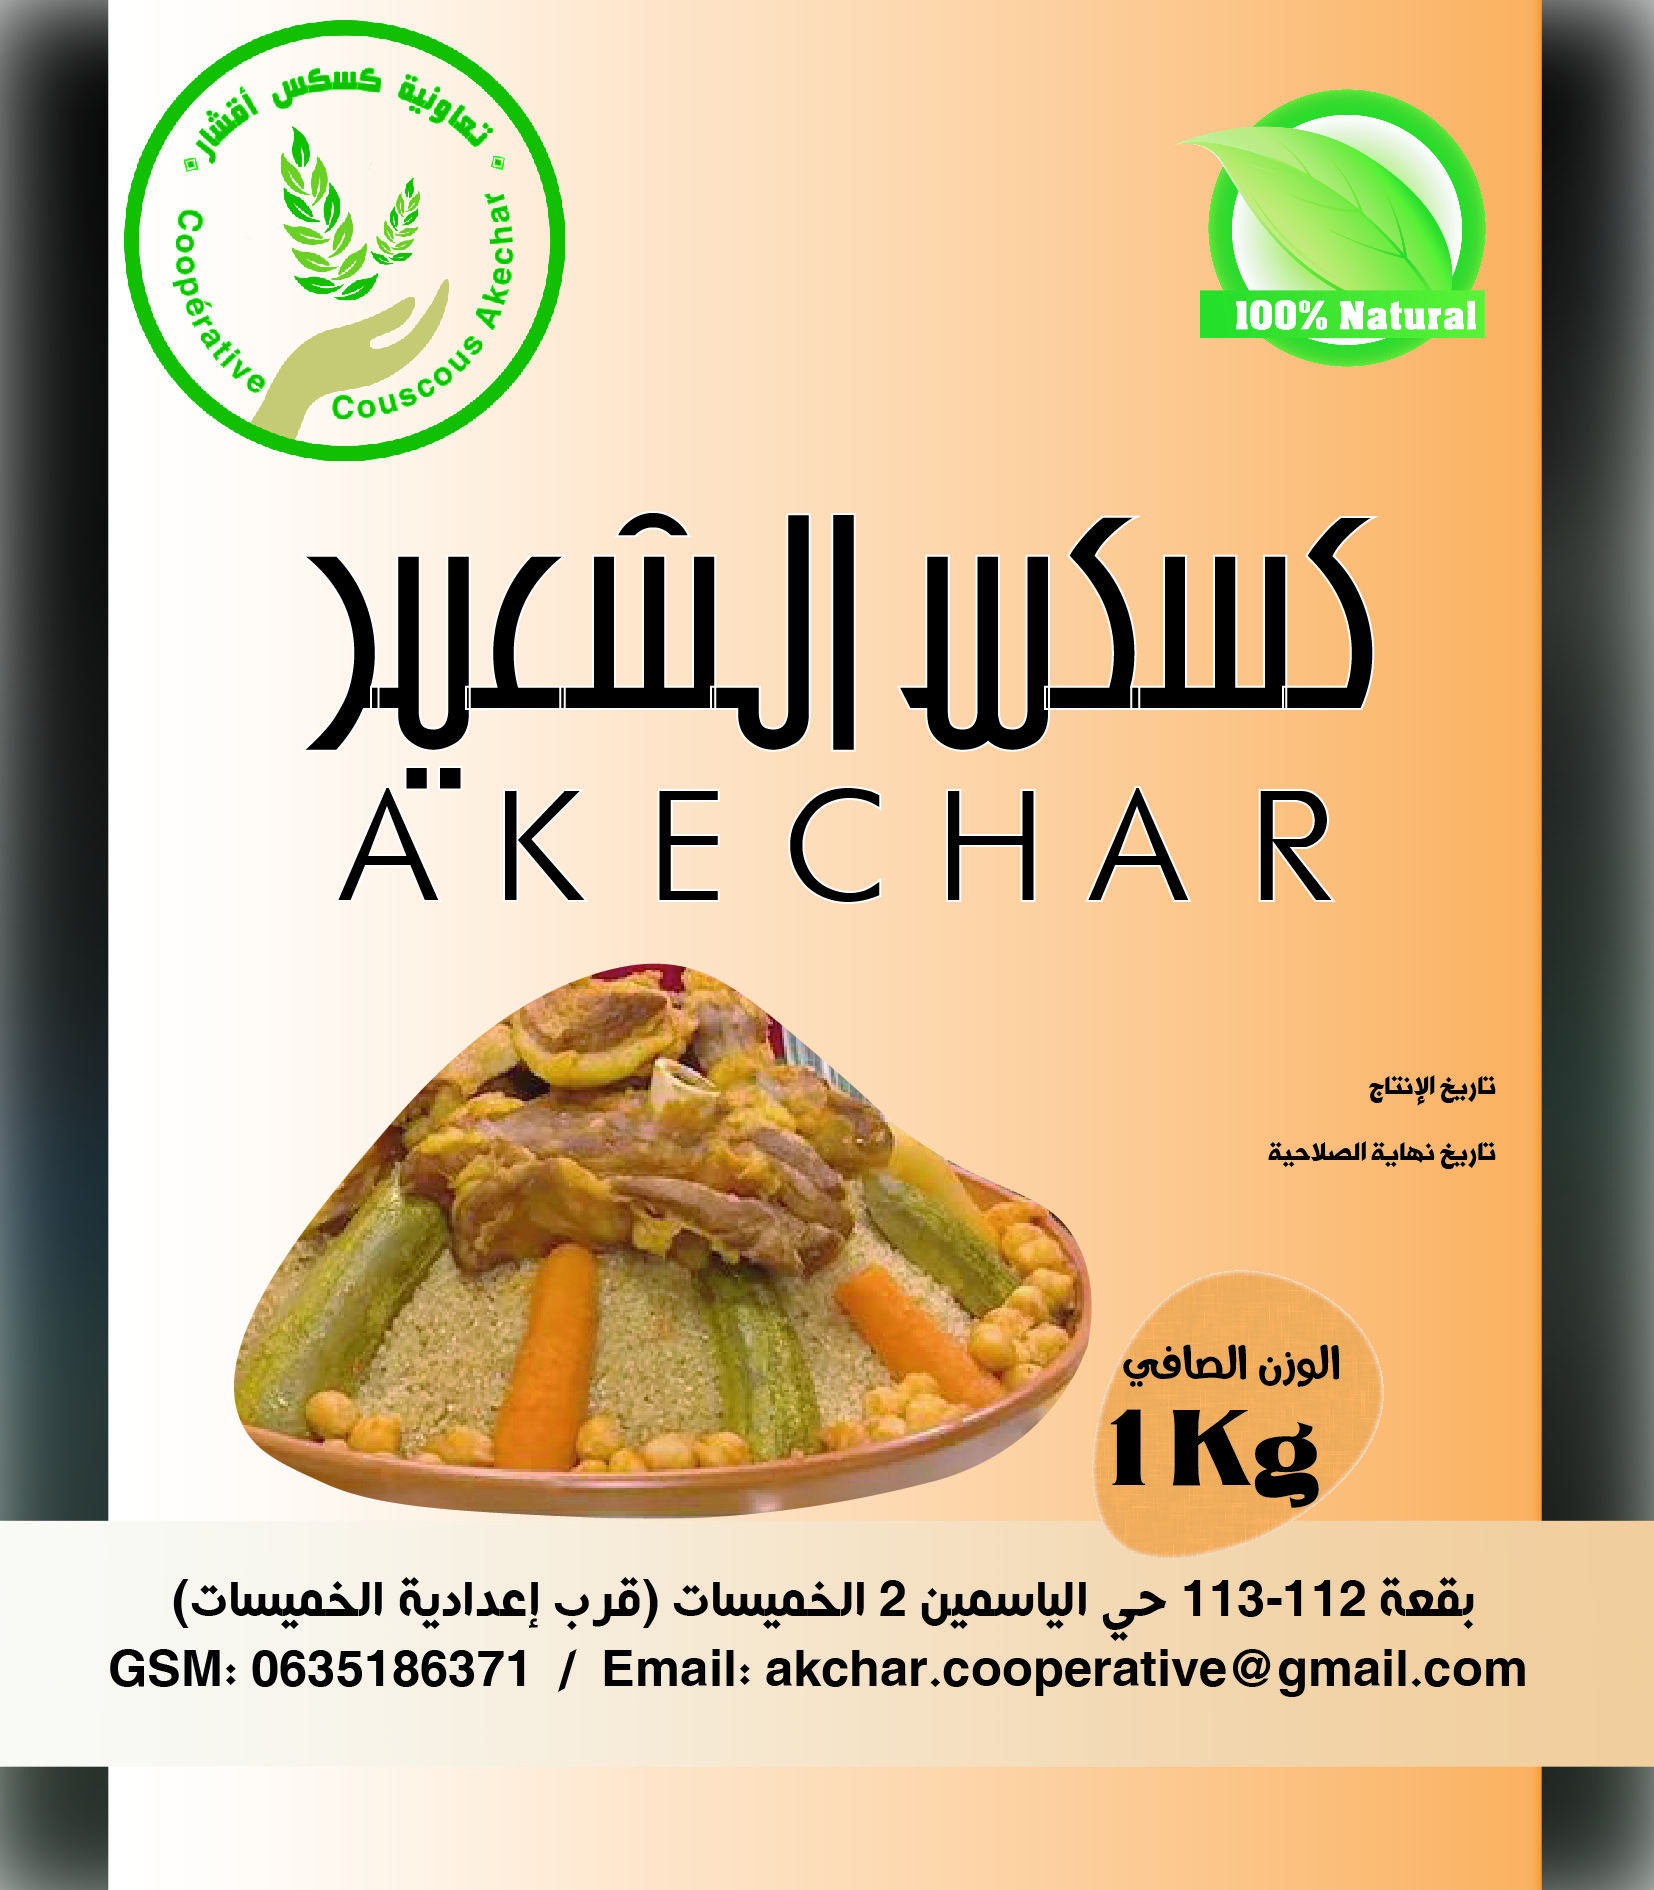 تعاونية كسكس أقشار
Coopérative Couscous Akechar
100% Natural
كسكس الشعير
AKECHAR
تاريخ الإنتاج
تاريخ نهاية الصلاحية
الوزن الصافي
1Kg
بقعة 112-113 حي الياسمين 2 الخميسات (قرب إعدادية الخميسات)
GSM: 0635186371 / Email: akchar.cooperative@gmail.com